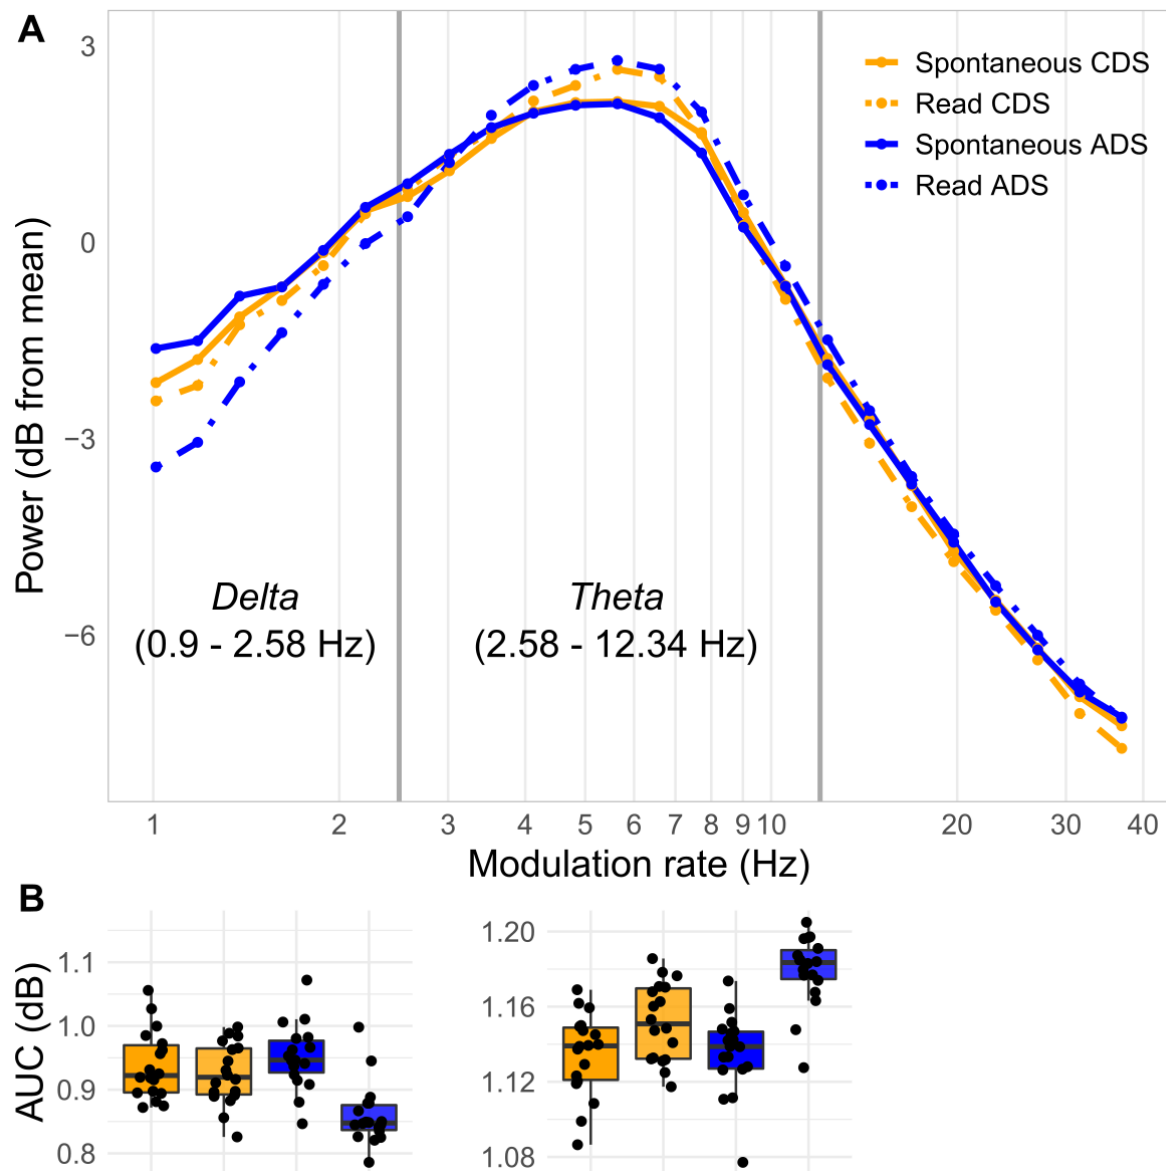 A
3
0
−3
−6
Power (dB from mean)
Spontaneous CDS
Read CDS
Spontaneous ADS
Read ADS
Delta
(0.9 - 2.58 Hz)
Theta
(2.58 - 12.34 Hz)
1 2 3 4 5 6 7 8 9 10 20 30 40
Modulation rate (Hz)
B
AUC (dB)
1.1
1.0
0.9
0.8
1.20
1.16
1.12
1.08